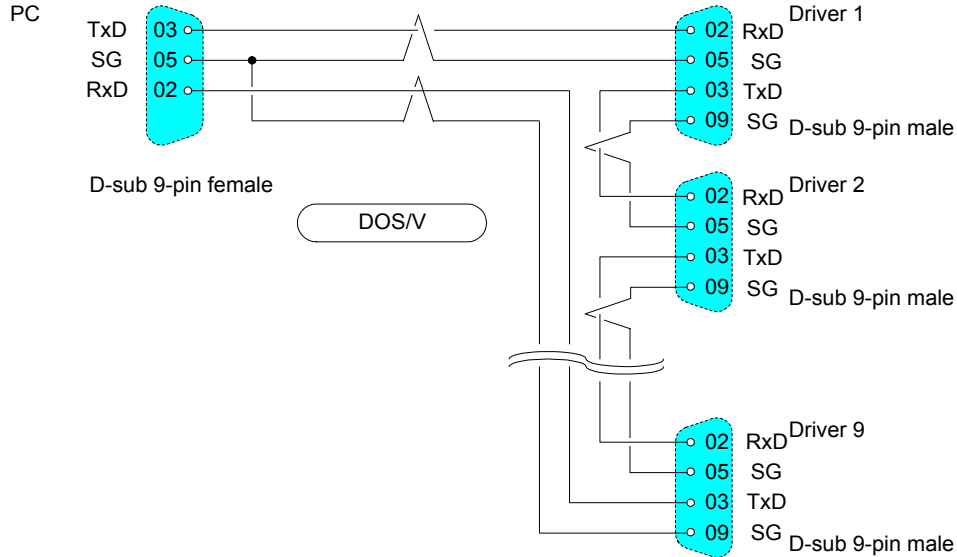 PC
TxD 03
SG 05
RxD 02
D-sub 9-pin female
DOS/V
Driver 1
02 RxD
05 SG
03 TxD
09 SG
D-sub 9-pin male
Driver 2
02 RxD
05 SG
03 TxD
09 SG
D-sub 9-pin male
Driver 9
02 RxD
05 SG
03 TxD
09 SG
D-sub 9-pin male